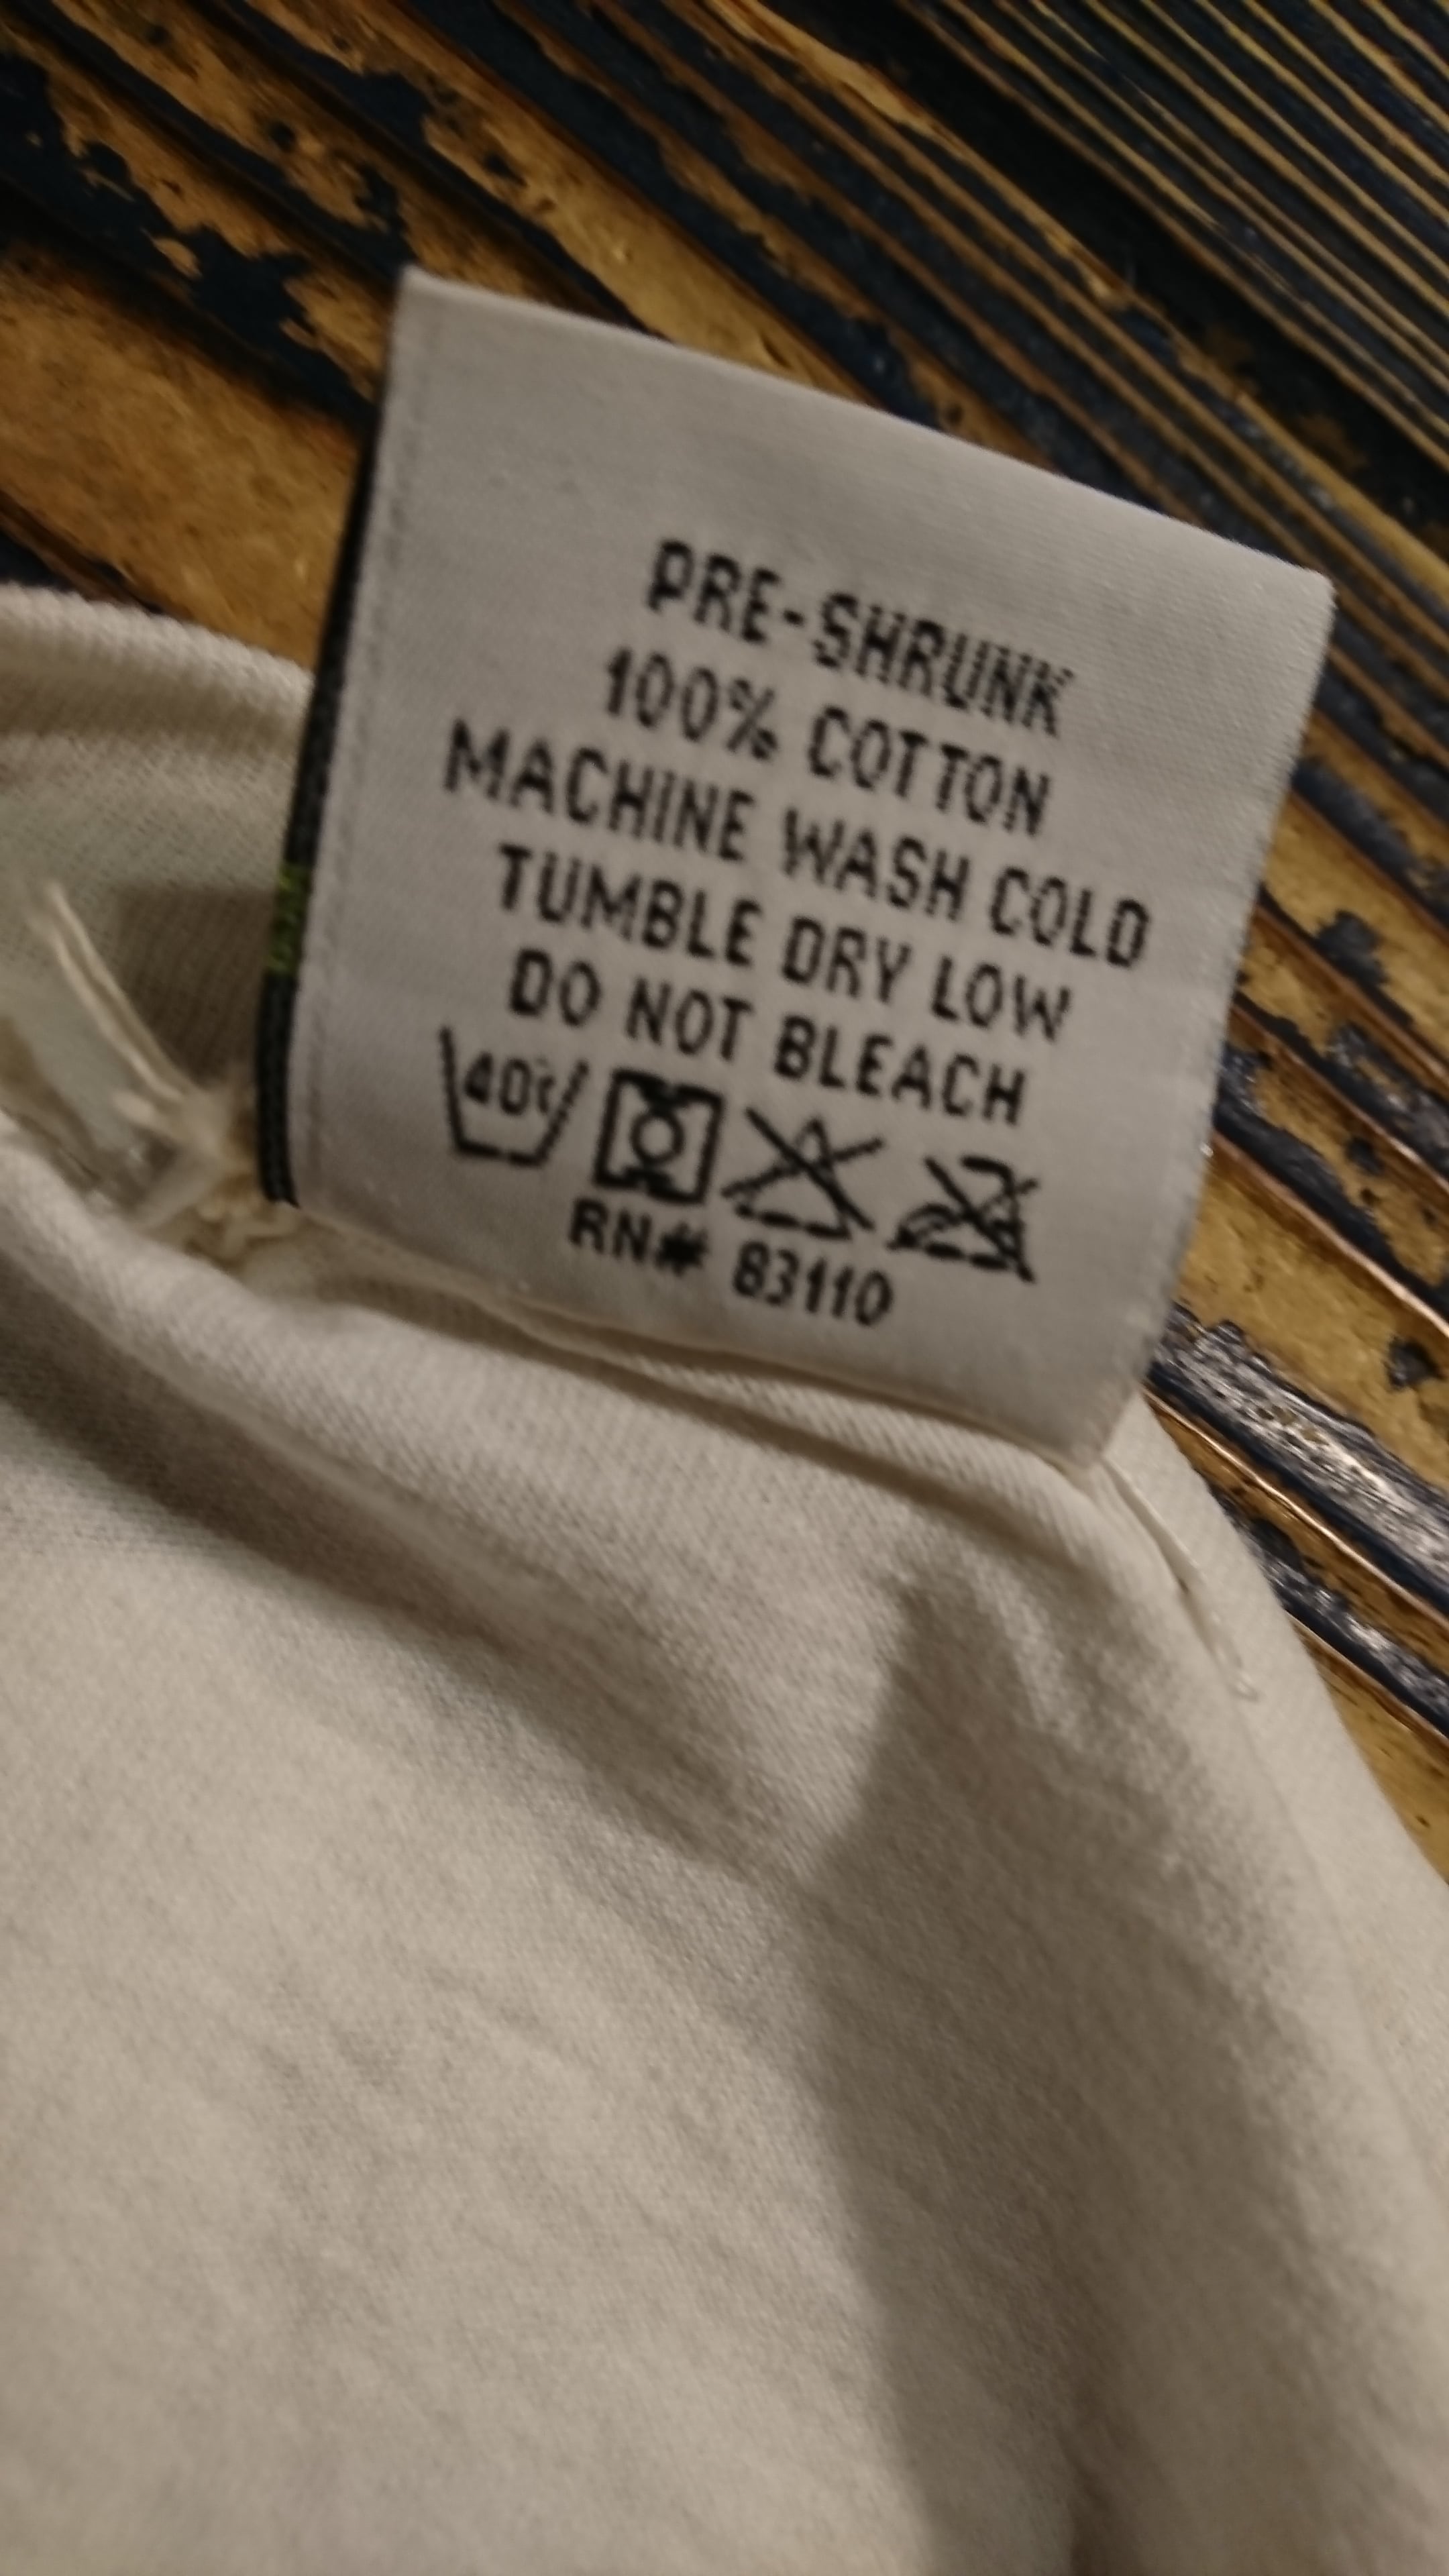 PRE-SHRUNK
100% COTTON
MACHINE WASH COLD
TUMBLE DRY LOW
DO NOT BLEACH
40°C
RN# 83110